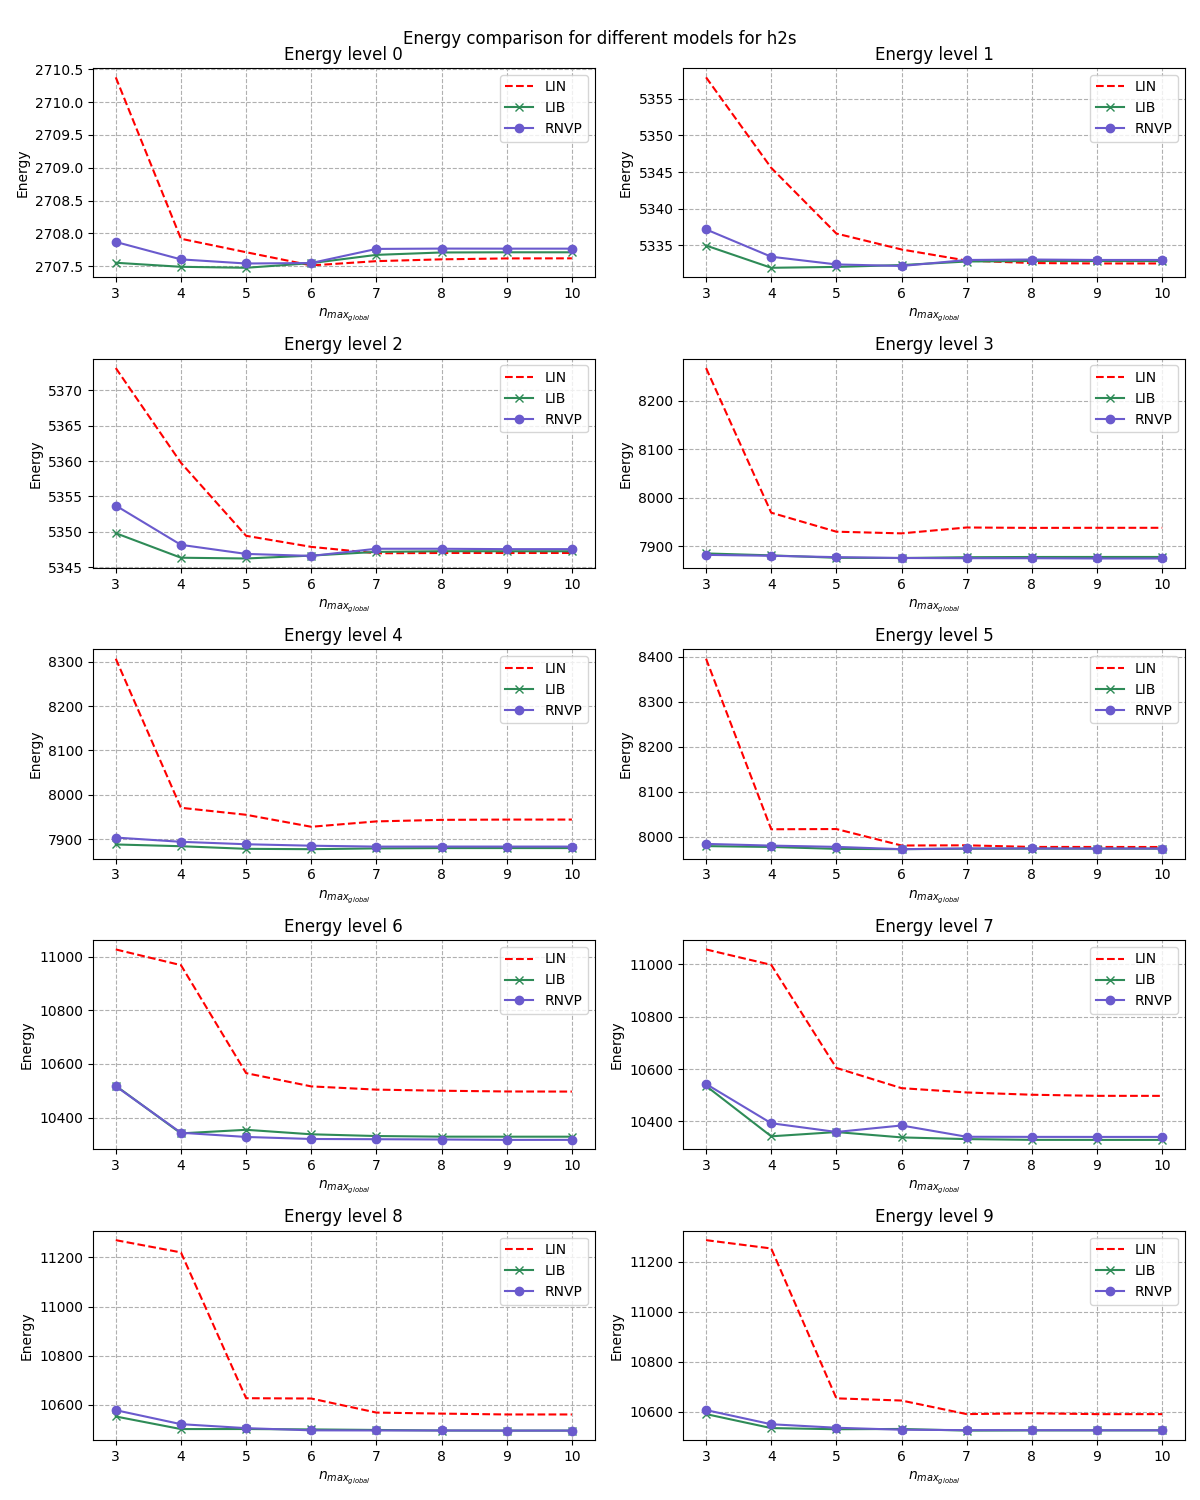 Energy comparison for different models for h2s
Energy level 0
2710.5
2710.0
2709.5
2709.0
2708.5
2708.0
2707.5
Energy
LIN
LIB
RNVP
3 4 5 6 7 8 9 10
n_max_global
Energy level 1
5355
5350
5345
5340
5335
Energy
LIN
LIB
RNVP
3 4 5 6 7 8 9 10
n_max_global
Energy level 2
5370
5365
5360
5355
5350
5345
Energy
LIN
LIB
RNVP
3 4 5 6 7 8 9 10
n_max_global
Energy level 3
8200
8100
8000
7900
Energy
LIN
LIB
RNVP
3 4 5 6 7 8 9 10
n_max_global
Energy level 4
8300
8200
8100
8000
7900
Energy
LIN
LIB
RNVP
3 4 5 6 7 8 9 10
n_max_global
Energy level 5
8400
8300
8200
8100
8000
Energy
LIN
LIB
RNVP
3 4 5 6 7 8 9 10
n_max_global
Energy level 6
11000
10800
10600
10400
Energy
LIN
LIB
RNVP
3 4 5 6 7 8 9 10
n_max_global
Energy level 7
11000
10800
10600
10400
Energy
LIN
LIB
RNVP
3 4 5 6 7 8 9 10
n_max_global
Energy level 8
11200
11000
10800
10600
Energy
LIN
LIB
RNVP
3 4 5 6 7 8 9 10
n_max_global
Energy level 9
11200
11000
10800
10600
Energy
LIN
LIB
RNVP
3 4 5 6 7 8 9 10
n_max_global